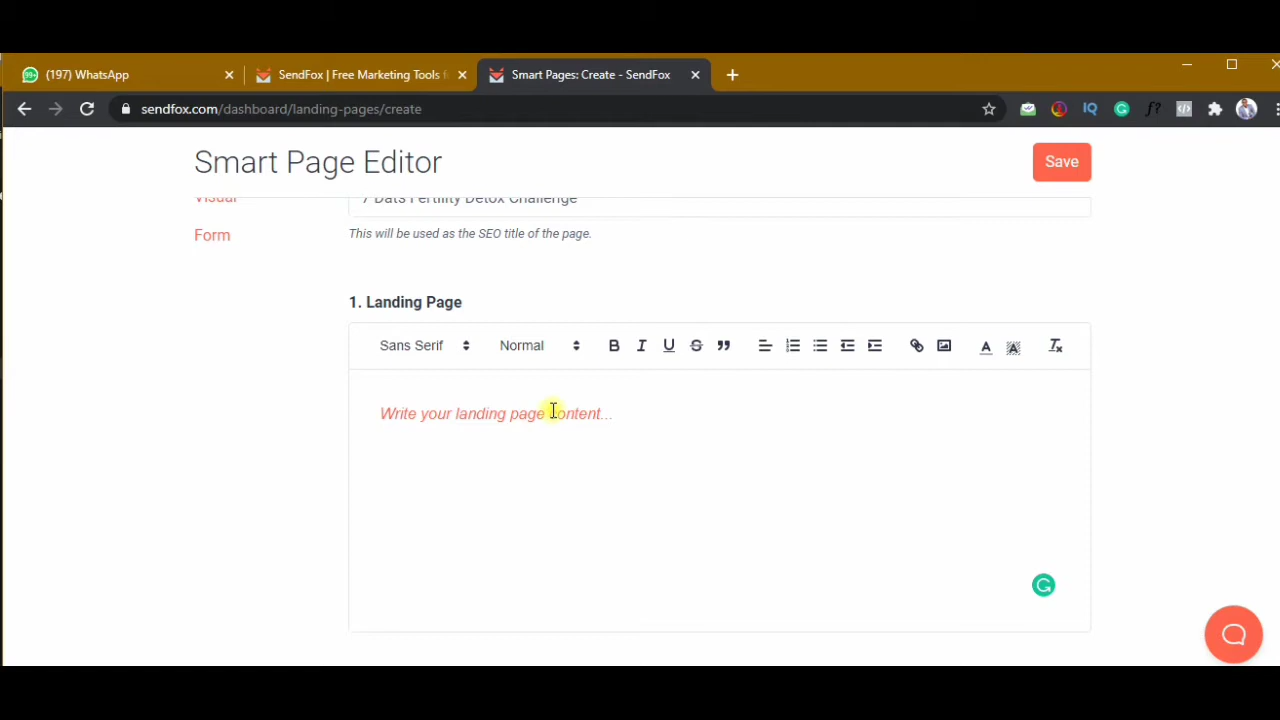 (197) WhatsApp
SendFox | Free Marketing Tools f
Smart Pages: Create - SendFox
sendfox.com/dashboard/landing-pages/create
Smart Page Editor
Save
Visual
7 Dats Fertility Detox Challenge
Form
This will be used as the SEO title of the page.
1. Landing Page
Sans Serif
Normal
Write your landing page content...